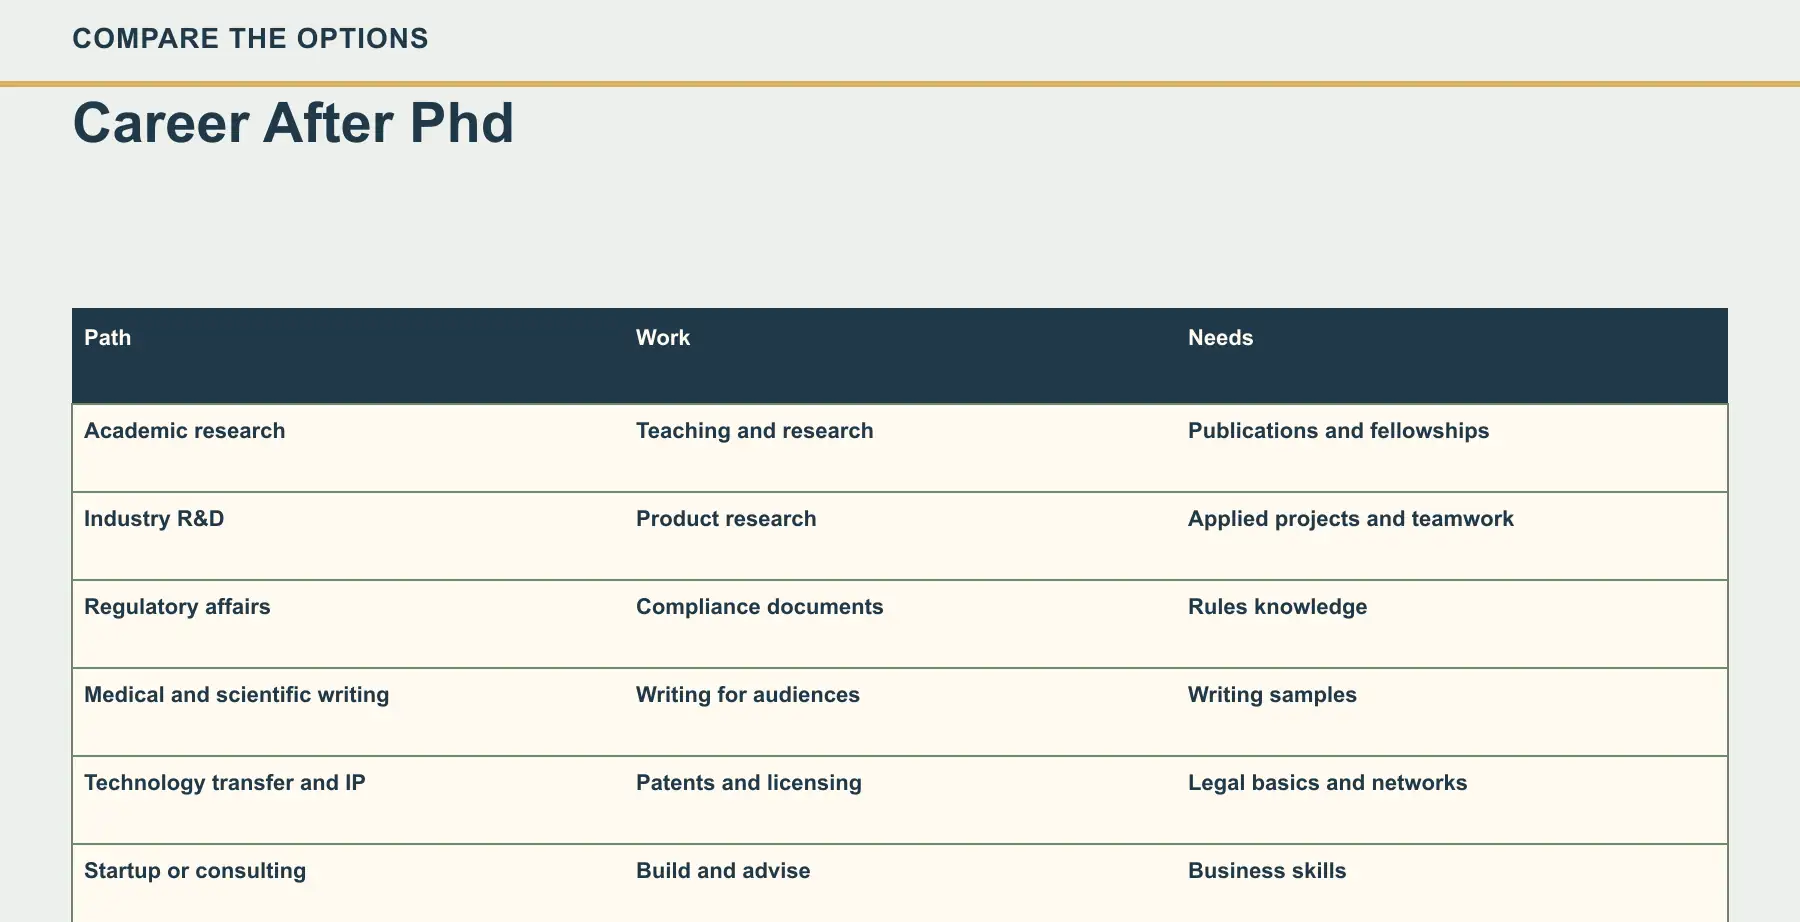 COMPARE THE OPTIONS
Career After Phd
Path Work Needs
Academic research Teaching and research Publications and fellowships
Industry R&D Product research Applied projects and teamwork
Regulatory affairs Compliance documents Rules knowledge
Medical and scientific writing Writing for audiences Writing samples
Technology transfer and IP Patents and licensing Legal basics and networks
Startup or consulting Build and advise Business skills